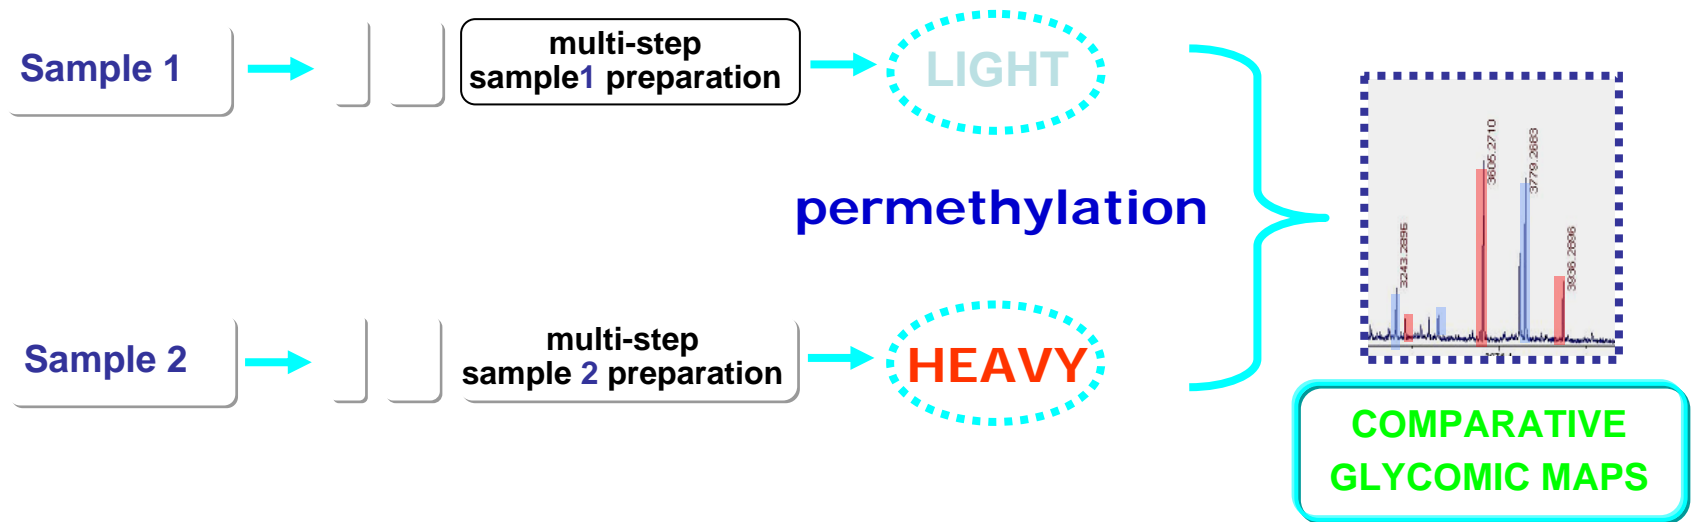 Sample 1
multi-step
sample1 preparation
LIGHT
permethylation
Sample 2
multi-step
sample 2 preparation
HEAVY
3243.2896
3605.2710
3779.2683
3936.2896
COMPARATIVE
GLYCOMIC MAPS